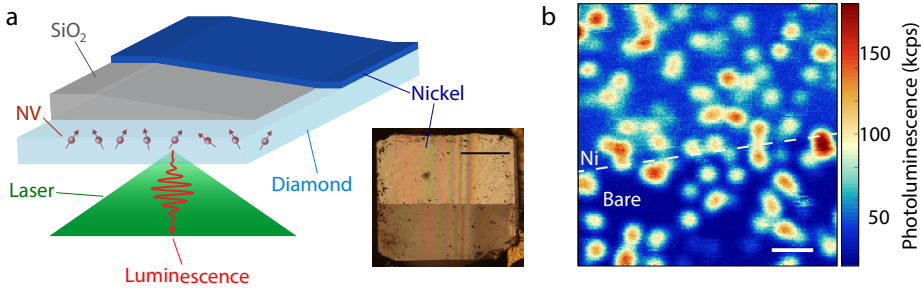 a
SiO2
NV
Nickel
Laser
Diamond
Luminescence
b
Ni
Bare
150
100
50
Photoluminescence (kcps)